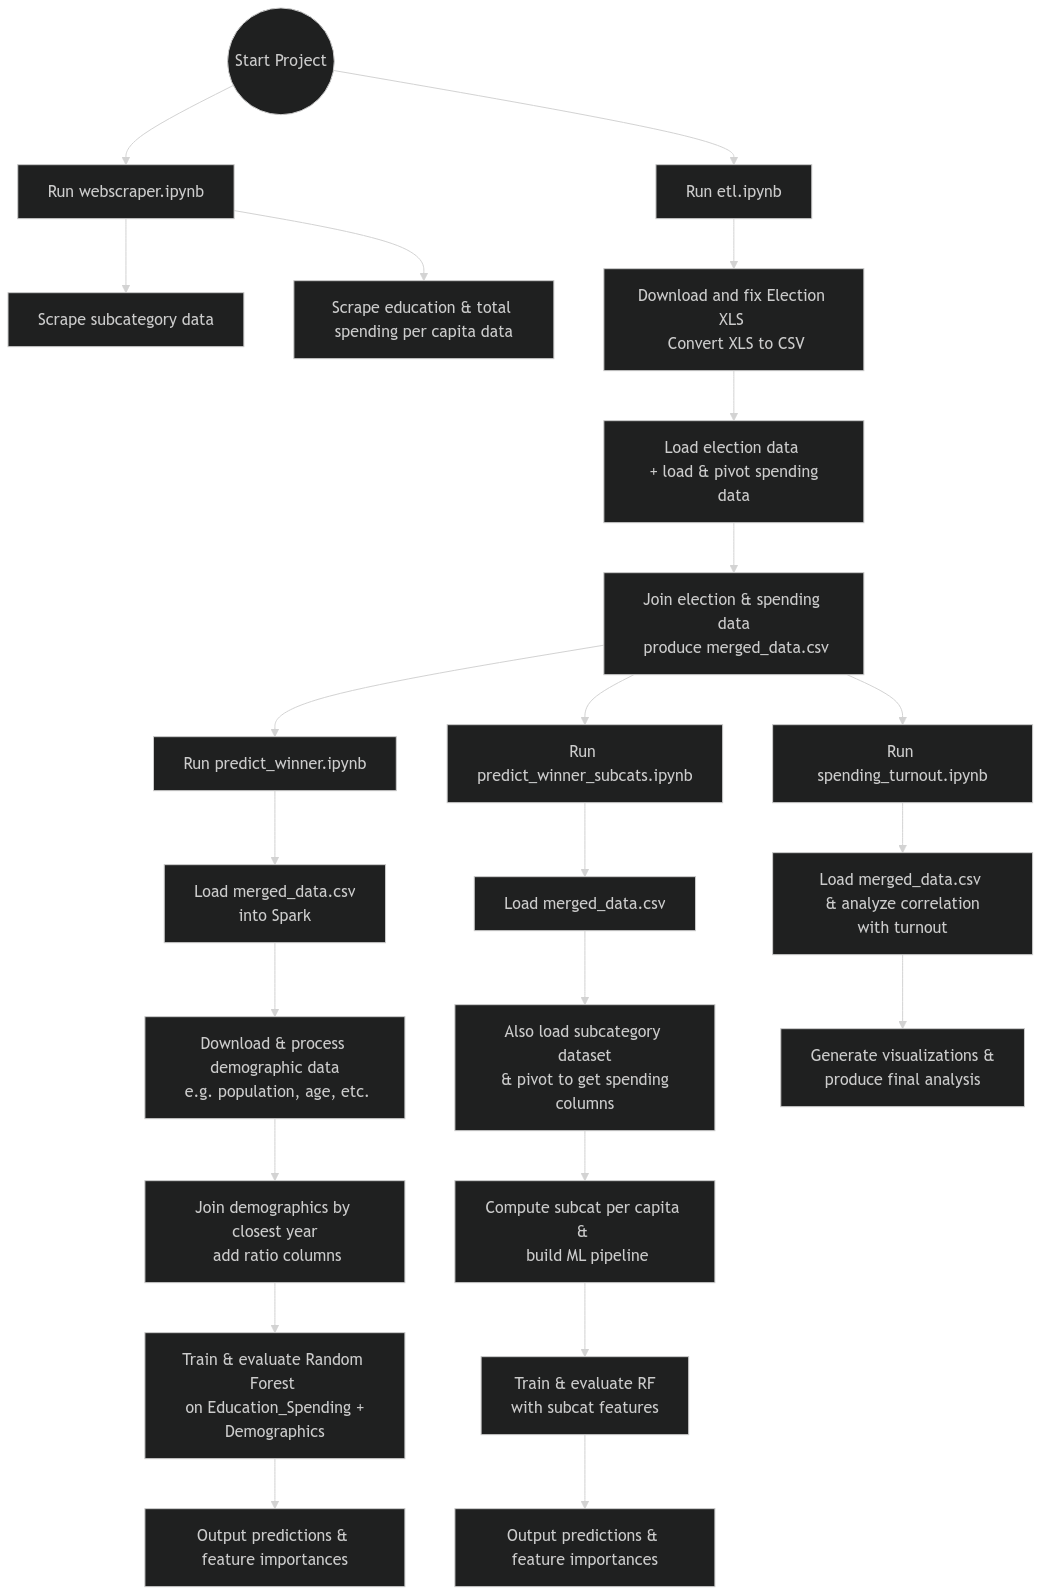 Start Project
Run webscraper.ipynb
Run etl.ipynb
Scrape subcategory data
Scrape education & total
spending per capita data
Download and fix Election
XLS
Convert XLS to CSV
Load election data
+ load & pivot spending
data
Join election & spending
data
produce merged_data.csv
Run predict_winner.ipynb
Run
predict_winner_subcats.ipynb
Run
spending_turnout.ipynb
Load merged_data.csv
into Spark
Load merged_data.csv
Load merged_data.csv
& analyze correlation
with turnout
Download & process
demographic data
e.g. population, age, etc.
Also load subcategory
dataset
& pivot to get spending
columns
Generate visualizations &
produce final analysis
Join demographics by
closest year
add ratio columns
Compute subcat per capita
&
build ML pipeline
Train & evaluate Random
Forest
on Education_Spending +
Demographics
Train & evaluate RF
with subcat features
Output predictions &
feature importances
Output predictions &
feature importances